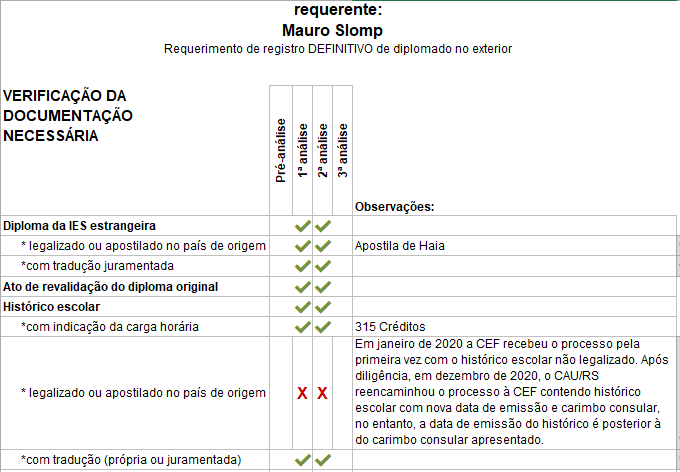 requerente:
Mauro Slomp
Requerimento de registro DEFINITIVO de diplomado no exterior
VERIFICAÇÃO DA
DOCUMENTAÇÃO
NECESSÁRIA
Pré-análise
1ª análise
2ª análise
3ª análise
Observações:
Diploma da IES estrangeira
* legalizado ou apostilado no país de origem
Apostila de Haia
*com tradução juramentada
Ato de revalidação do diploma original
Histórico escolar
*com indicação da carga horária
315 Créditos
* legalizado ou apostilado no país de origem
X X
Em janeiro de 2020 a CEF recebeu o processo pela
primeira vez com o histórico escolar não legalizado. Após
diligência, em dezembro de 2020, o CAU/RS
reencaminhou o processo à CEF contendo histórico
escolar com nova data de emissão e carimbo consular,
no entanto, a data de emissão do histórico é posterior à
do carimbo consular apresentado.
*com tradução (própria ou juramentada)